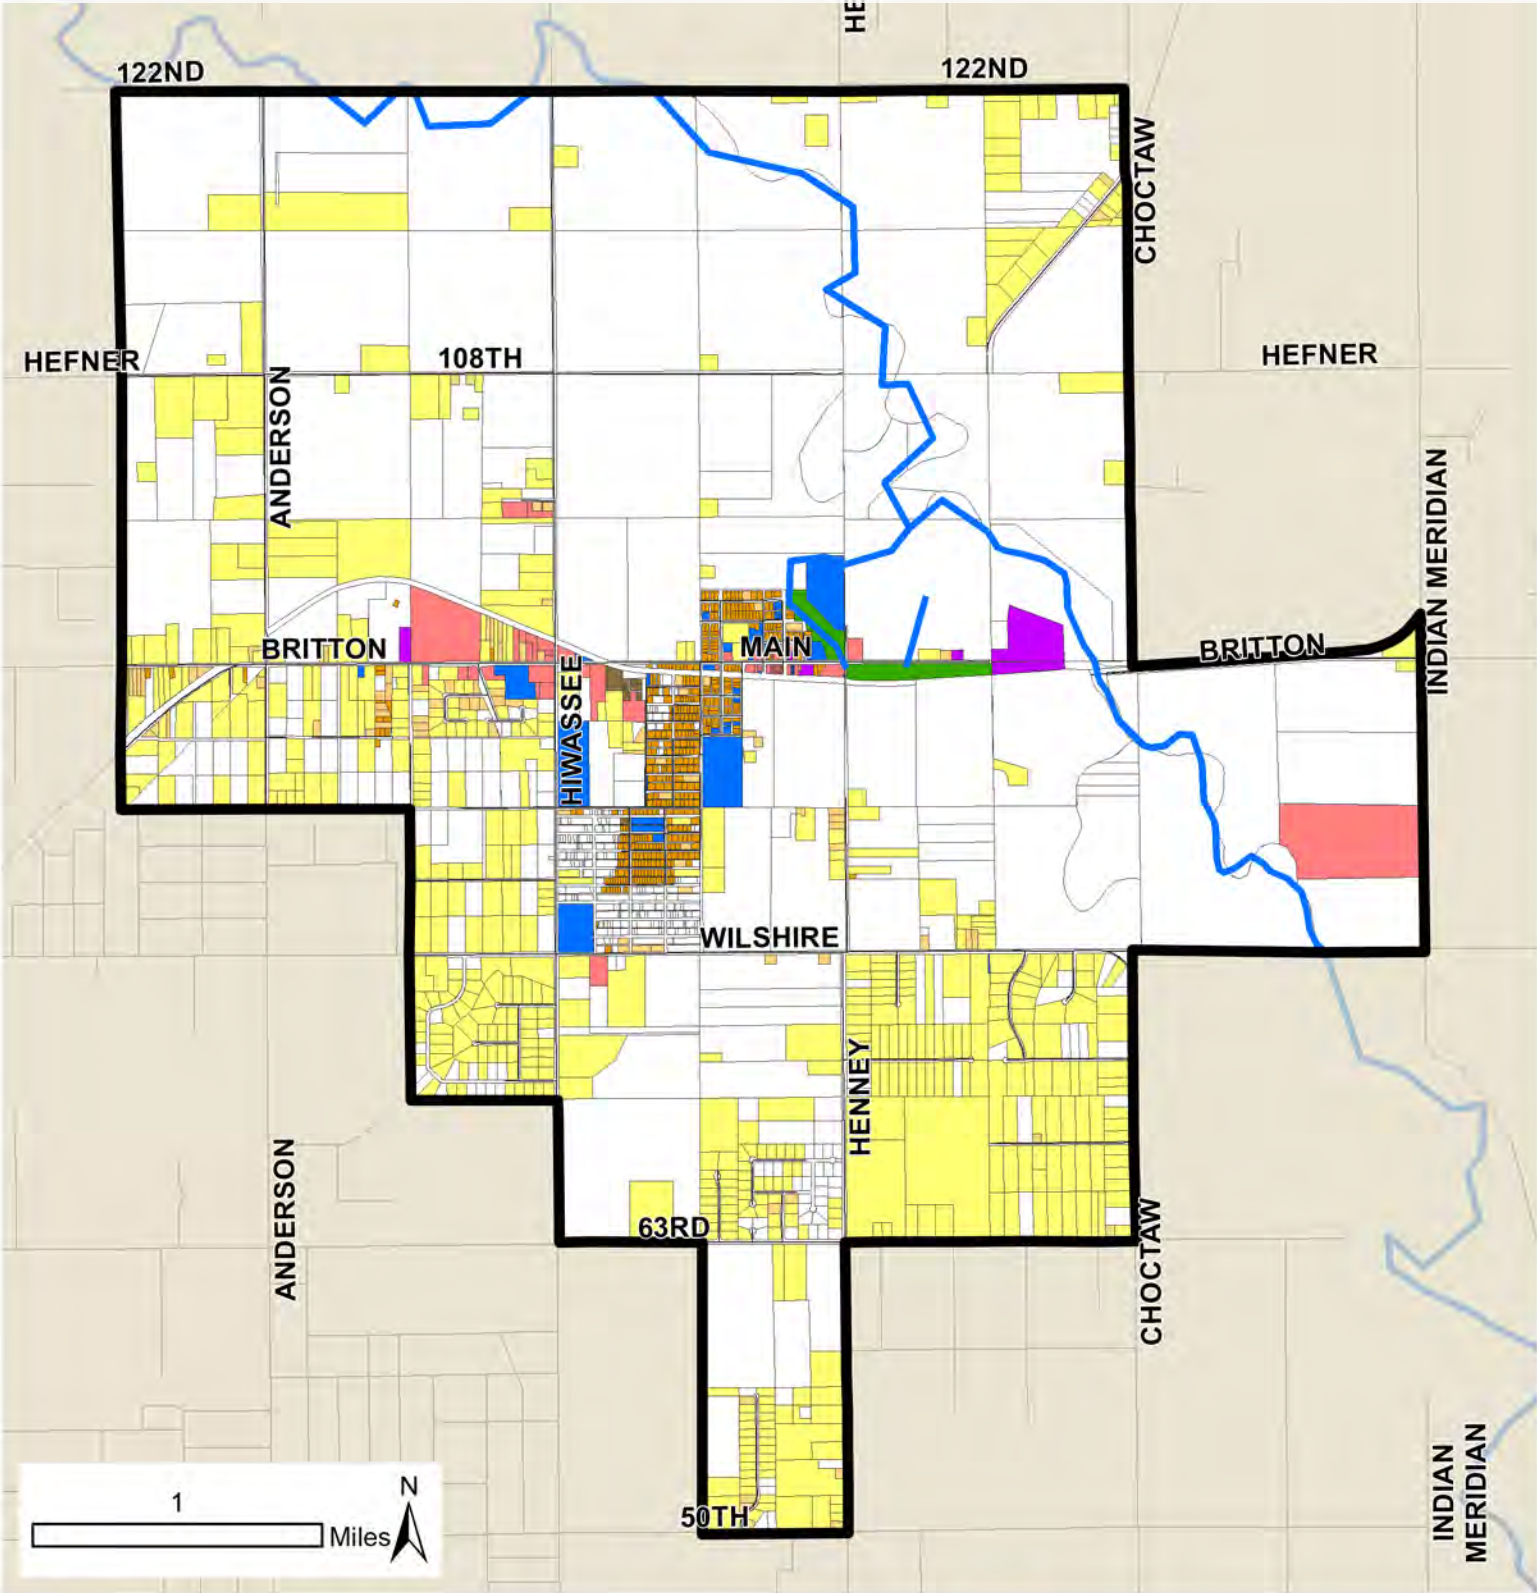 HE
122ND
122ND
CHOCTAW
HEFNER
108TH
HEFNER
ANDERSON
INDIAN MERIDIAN
BRITTON
MAIN
BRITTON
HIWASSEE
WILSHIRE
HENNEY
63RD
ANDERSON
CHOCTAW
50TH
INDIAN
MERIDIAN
N
1
Miles